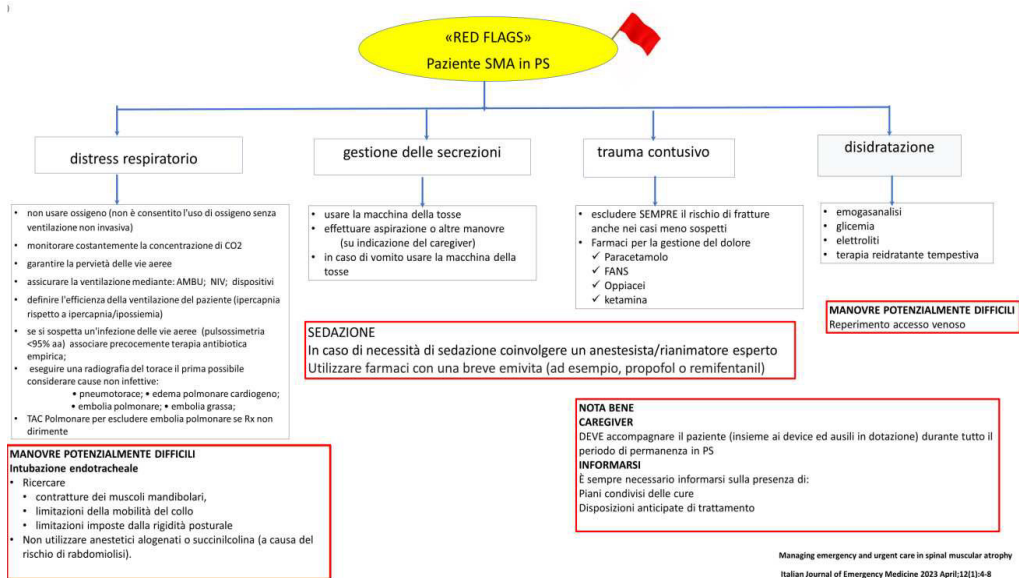 )
«RED FLAGS»
Paziente SMA in PS
distress respiratorio
• non usare ossigeno (non è consentito l'uso di ossigeno senza
ventilazione non invasiva)
• monitorare costantemente la concentrazione di CO2
• garantire la pervietà delle vie aeree
• assicurare la ventilazione mediante: AMBU; NIV; dispositivi
• definire l'efficienza della ventilazione del paziente (ipercapnia
rispetto a ipercapnia/ipossiemia)
• se si sospetta un'infezione delle vie aeree (pulsossimetria
<95% aa) associare precocemente terapia antibiotica
empirica;
• eseguire una radiografia del torace il prima possibile
considerare cause non infettive:
• pneumotorace; • edema polmonare cardiogeno;
• embolia polmonare; • embolia grassa;
• TAC Polmonare per escludere embolia polmonare se Rx non
dirimente
MANOVRE POTENZIALMENTE DIFFICILI
Intubazione endotracheale
• Ricercare
• contratture dei muscoli mandibolari,
• limitazioni della mobilità del collo
• limitazioni imposte dalla rigidità posturale
• Non utilizzare anestetici alogenati o succinilcolina (a causa del
rischio di rabdomiolisi).
gestione delle secrezioni
• usare la macchina della tosse
• effettuare aspirazione o altre manovre
(su indicazione del caregiver)
• in caso di vomito usare la macchina della
tosse
trauma contusivo
• escludere SEMPRE il rischio di fratture
anche nei casi meno sospetti
• Farmaci per la gestione del dolore
✓ Paracetamolo
✓ FANS
✓ Oppiacei
✓ ketamina
disidratazione
• emogasanalisi
• glicemia
• elettroliti
• terapia reidratante tempestiva
MANOVRE POTENZIALMENTE DIFFICILI
Reperimento accesso venoso
SEDAZIONE
In caso di necessità di sedazione coinvolgere un anestesista/rianimatore esperto
Utilizzare farmaci con una breve emivita (ad esempio, propofol o remifentanil)
NOTA BENE
CAREGIVER
DEVE accompagnare il paziente (insieme ai device ed ausili in dotazione) durante tutto il
periodo di permanenza in PS
INFORMARSI
È sempre necessario informarsi sulla presenza di:
Piani condivisi delle cure
Disposizioni anticipate di trattamento
Managing emergency and urgent care in spinal muscular atrophy
Italian Journal of Emergency Medicine 2023 April;12(1):4-8